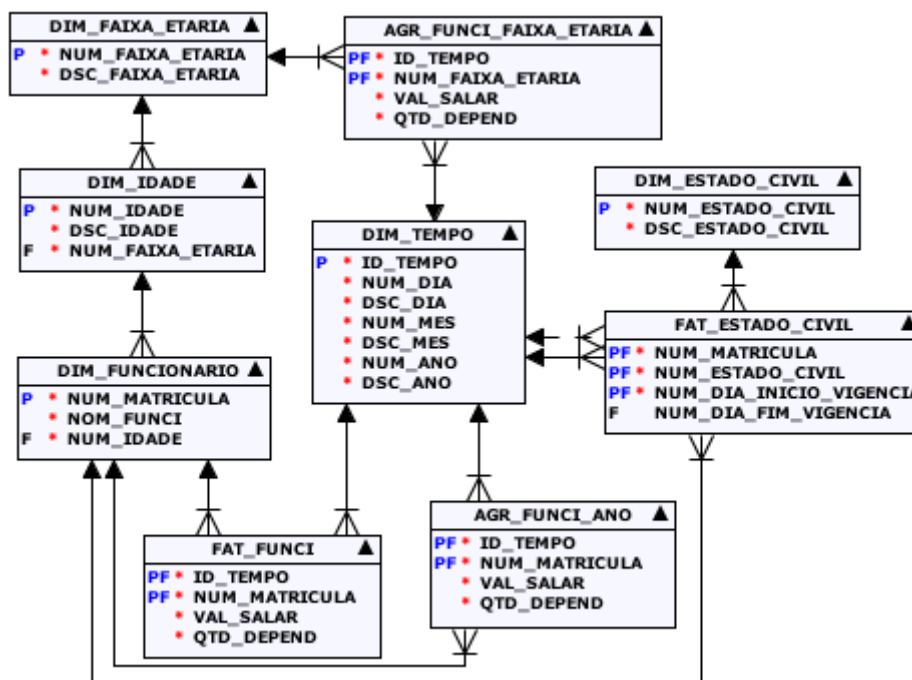 DIM_FAIXA_ETARIA
P * NUM_FAIXA_ETARIA
* DSC_FAIXA_ETARIA
AGR_FUNCI_FAIXA_ETARIA
PF * ID_TEMPO
PF * NUM_FAIXA_ETARIA
* VAL_SALAR
* QTD_DEPEND
DIM_IDADE
P * NUM_IDADE
* DSC_IDADE
F * NUM_FAIXA_ETARIA
DIM_TEMPO
P * ID_TEMPO
* NUM_DIA
* DSC_DIA
* NUM_MES
* DSC_MES
* NUM_ANO
* DSC_ANO
DIM_ESTADO_CIVIL
P * NUM_ESTADO_CIVIL
* DSC_ESTADO_CIVIL
FAT_ESTADO_CIVIL
PF * NUM_MATRICULA
PF * NUM_ESTADO_CIVIL
PF * NUM_DIA_INICIO_VIGENCIA
F NUM_DIA_FIM_VIGENCIA
DIM_FUNCIONARIO
P * NUM_MATRICULA
* NOM_FUNCI
F * NUM_IDADE
FAT_FUNCI
PF * ID_TEMPO
PF * NUM_MATRICULA
* VAL_SALAR
* QTD_DEPEND
AGR_FUNCI_ANO
PF * ID_TEMPO
PF * NUM_MATRICULA
* VAL_SALAR
* QTD_DEPEND